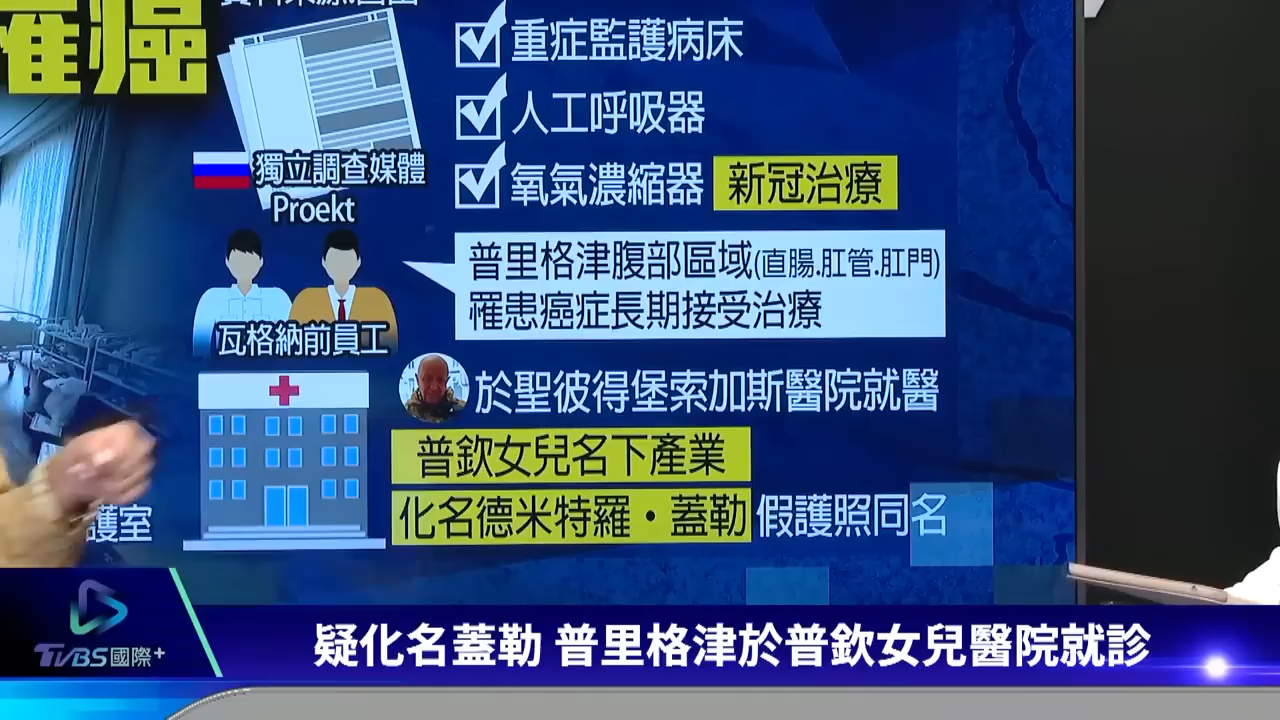 罹癌
重症監護病床
人工呼吸器
氧氣濃縮器 新冠治療
獨立調查媒體
Proekt
普里格津腹部區域(直腸.肛管.肛門)
罹患癌症長期接受治療
瓦格納前員工
於聖彼得堡索加斯醫院就醫
普欽女兒名下產業
化名德米特羅·蓋勒 假護照同名
護室
疑化名蓋勒 普里格津於普欽女兒醫院就診
TVBS國際+